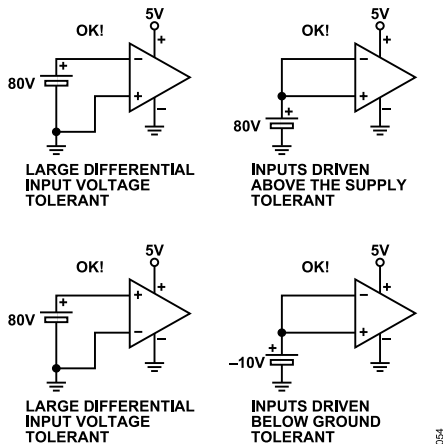 5V
OK!
+
+
−
80V
+
−
LARGE DIFFERENTIAL
INPUT VOLTAGE
TOLERANT
5V
OK!
+
−
+
+
−
80V
INPUTS DRIVEN
ABOVE THE SUPPLY
TOLERANT
5V
OK!
+
+
+
80V
−
−
LARGE DIFFERENTIAL
INPUT VOLTAGE
TOLERANT
5V
OK!
+
−
+
+
−
−10V
INPUTS DRIVEN
BELOW GROUND
TOLERANT
054